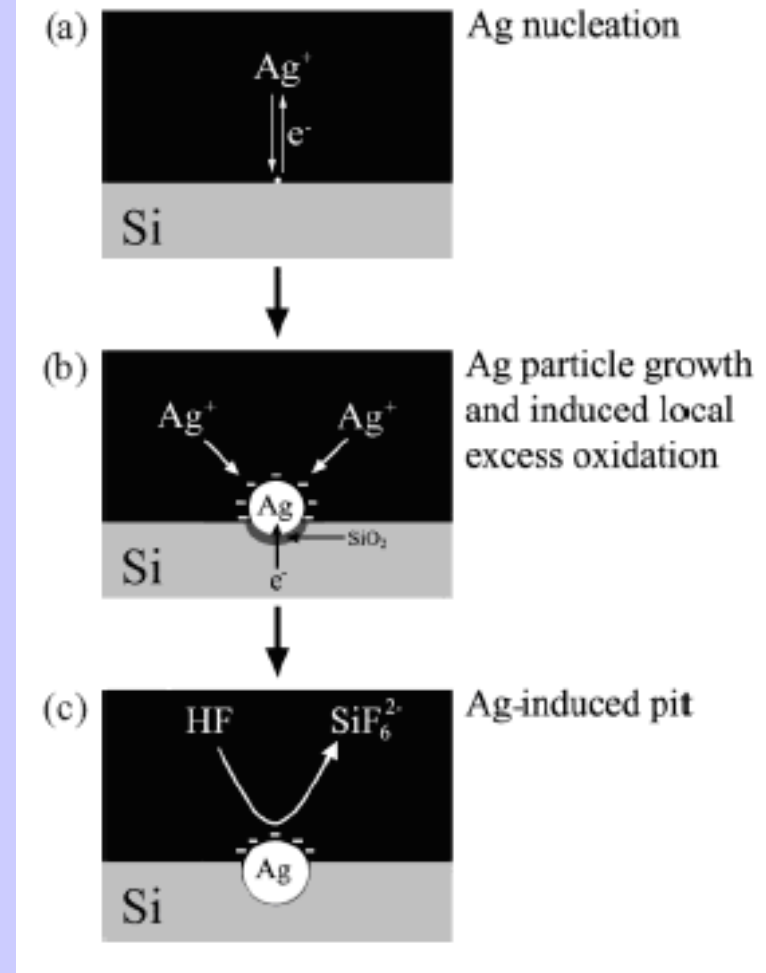 (a)
Ag nucleation
Ag⁺
e⁻
Si
(b)
Ag particle growth
and induced local
excess oxidation
Ag⁺ Ag⁺
Ag
SiO₂
Si
e⁻
(c)
Ag-induced pit
HF SiF₆²⁻
Ag
Si